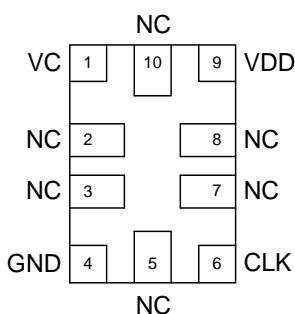 NC
VC 1 10 9 VDD
NC 2 8 NC
NC 3 7 NC
GND 4 5 6 CLK
NC